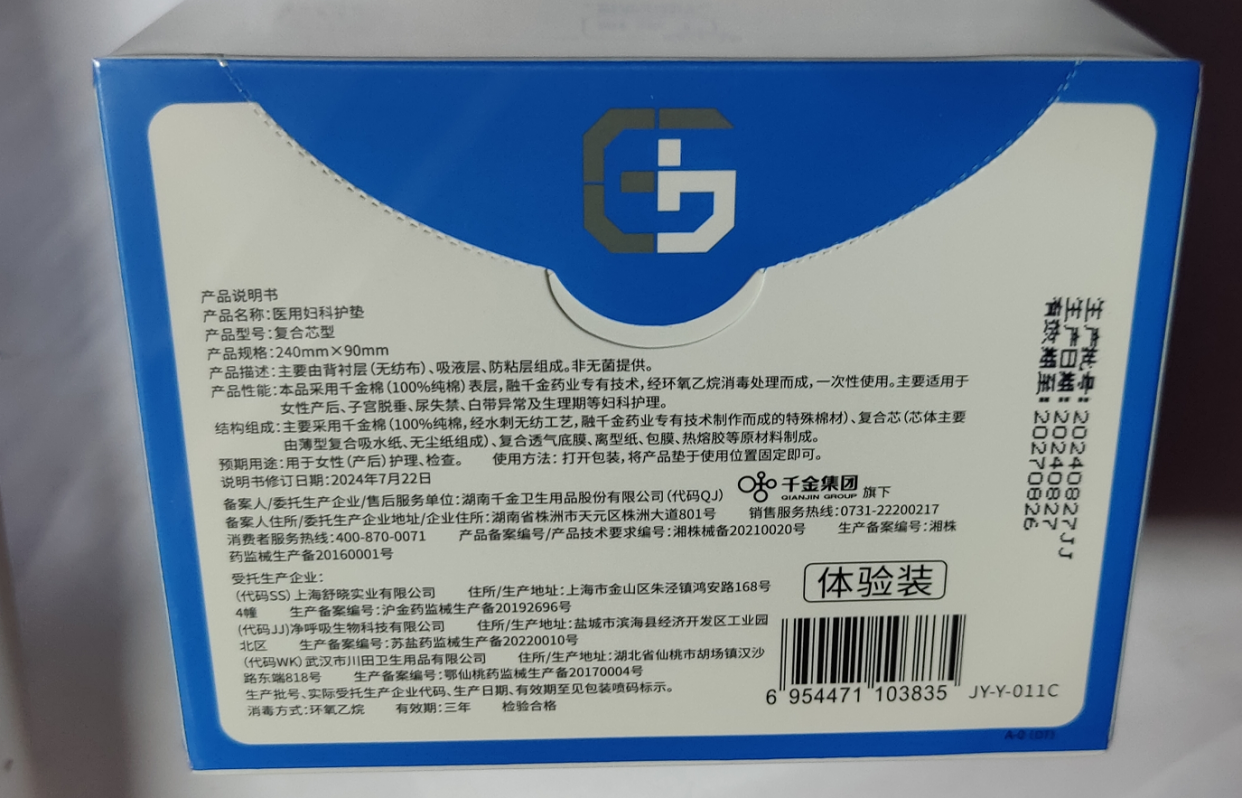 产品说明书
产品名称:医用妇科护垫
产品型号:复合芯型
产品规格:240mm×90mm
产品描述:主要由背衬层(无纺布)、吸液层、防粘层组成。非无菌提供。
产品性能:本品采用千金棉(100%纯棉)表层,融千金药业专有技术,经环氧乙烷消毒处理而成,一次性使用。主要适用于
女性产后、子宫脱垂、尿失禁、白带异常及生理期等妇科护理。
结构组成:主要采用千金棉(100%纯棉,经水刺无纺工艺,融千金药业专有技术制作而成的特殊棉材)、复合芯(芯体主要
由薄型复合吸水纸、无尘纸组成)、复合透气底膜、离型纸、包膜、热熔胶等原材料制成。
预期用途:用于女性(产后)护理、检查。 使用方法:打开包装,将产品垫于使用位置固定即可。
说明书修订日期:2024年7月22日
备案人/委托生产企业/售后服务单位:湖南千金卫生用品股份有限公司(代码QJ) 千金集团 旗下
QIANJIN GROUP
备案人住所/委托生产企业地址/企业住所:湖南省株洲市天元区株洲大道801号 销售服务热线:0731-22200217
消费者服务热线:400-870-0071 产品备案编号/产品技术要求编号:湘株械备20210020号 生产备案编号:湘株
药监械生产备20160001号
受托生产企业:
(代码SS)上海舒晓实业有限公司 住所/生产地址:上海市金山区朱泾镇鸿安路168号
4幢 生产备案编号:沪金药监械生产备20192696号
(代码JJ)净呼吸生物科技有限公司 住所/生产地址:盐城市滨海县经济开发区工业园
北区 生产备案编号:苏盐药监械生产备20220010号
(代码WK)武汉市川田卫生用品有限公司 住所/生产地址:湖北省仙桃市胡场镇汉沙
路东端818号 生产备案编号:鄂仙桃药监械生产备20170004号
生产批号、实际受托生产企业代码、生产日期、有效期至见包装喷码标示。
消毒方式:环氧乙烷 有效期:三年 检验合格
体验装
6 954471 103835
JY-Y-011C
生产批号:20240827JJ
生产日期:20240827
有效期至:20270826